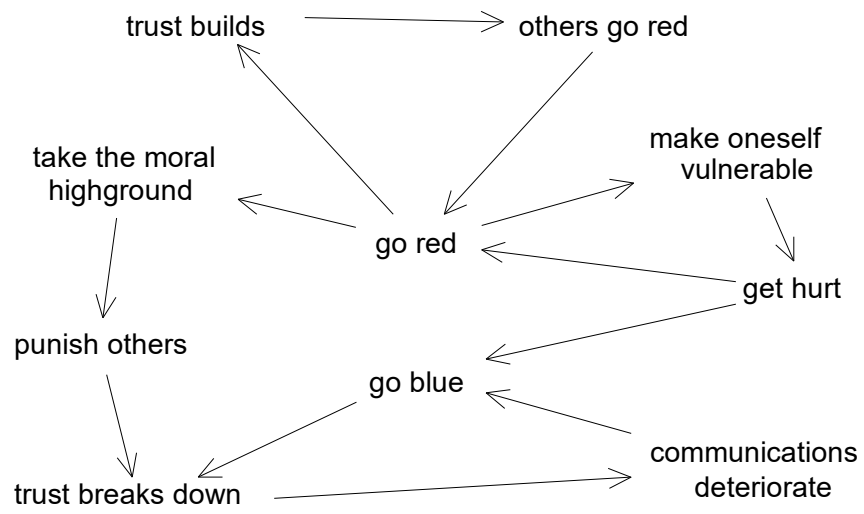 trust builds
others go red
make oneself
vulnerable
take the moral
highground
go red
get hurt
punish others
go blue
communications
deteriorate
trust breaks down